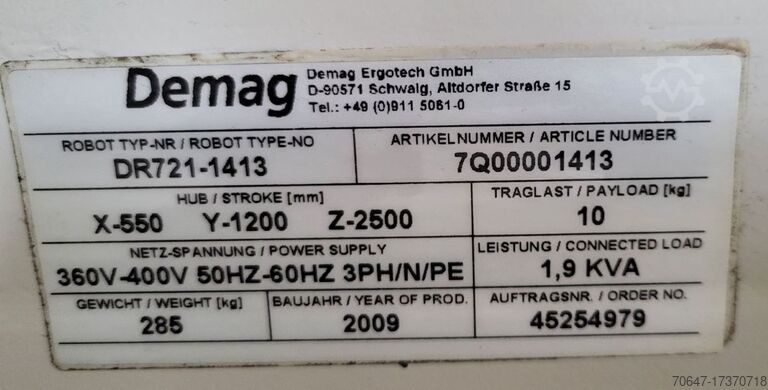 Demag
Demag Ergotech GmbH
D-90571 Schwaig, Altdorfer Straße 15
Tel.: +49 (0)911 5061-0
ROBOT TYP-NR / ROBOT TYPE-NO
DR721-1413
ARTIKELNUMMER / ARTICLE NUMBER
7Q00001413
HUB / STROKE [mm]
X-550 Y-1200 Z-2500
TRAGLAST / PAYLOAD [kg]
10
NETZ-SPANNUNG / POWER SUPPLY
360V-400V 50HZ-60HZ 3PH/N/PE
LEISTUNG / CONNECTED LOAD
1,9 KVA
GEWICHT / WEIGHT [kg]
285
BAUJAHR / YEAR OF PROD.
2009
AUFTRAGSNR. / ORDER NO.
45254979
70647-17370718